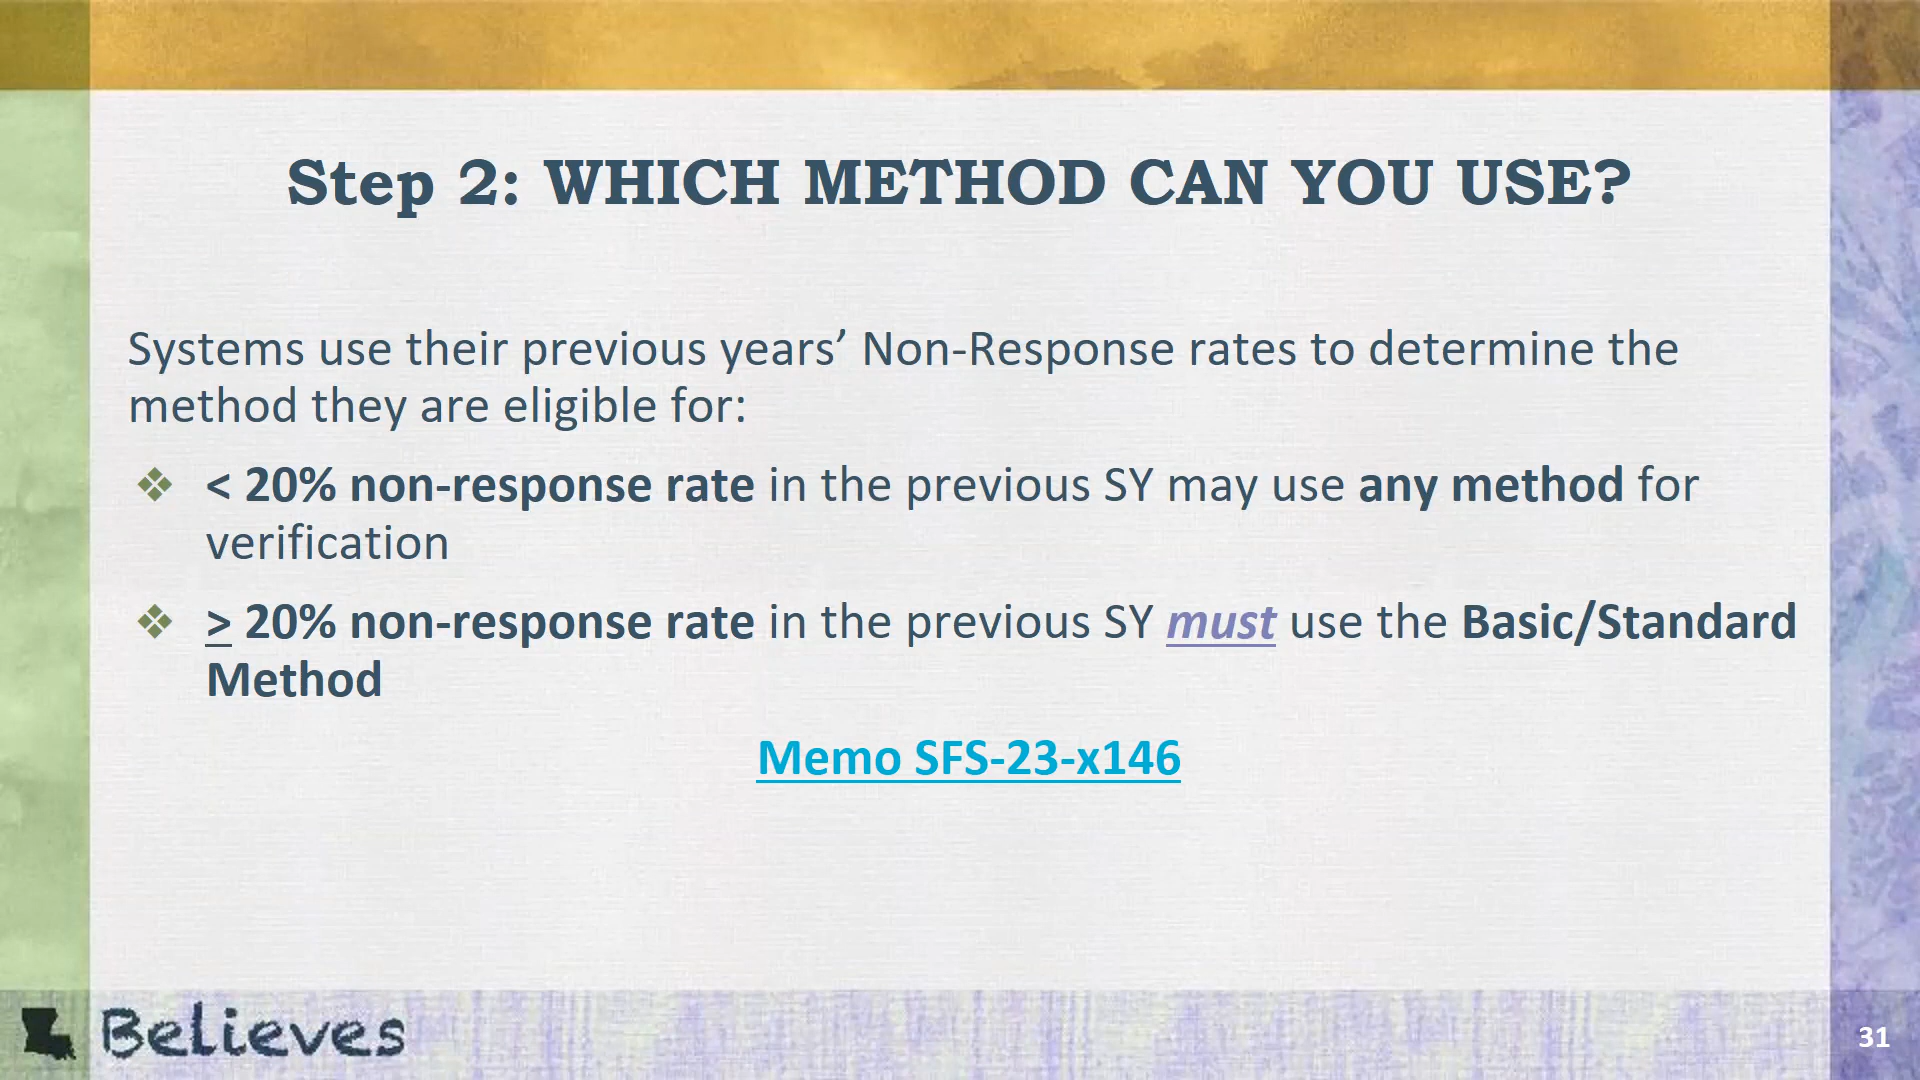 Step 2: WHICH METHOD CAN YOU USE?
Systems use their previous years’ Non-Response rates to determine the
method they are eligible for:
❖ < 20% non-response rate in the previous SY may use any method for
verification
❖ > 20% non-response rate in the previous SY must use the Basic/Standard
Method
Memo SFS-23-x146
Believes
31